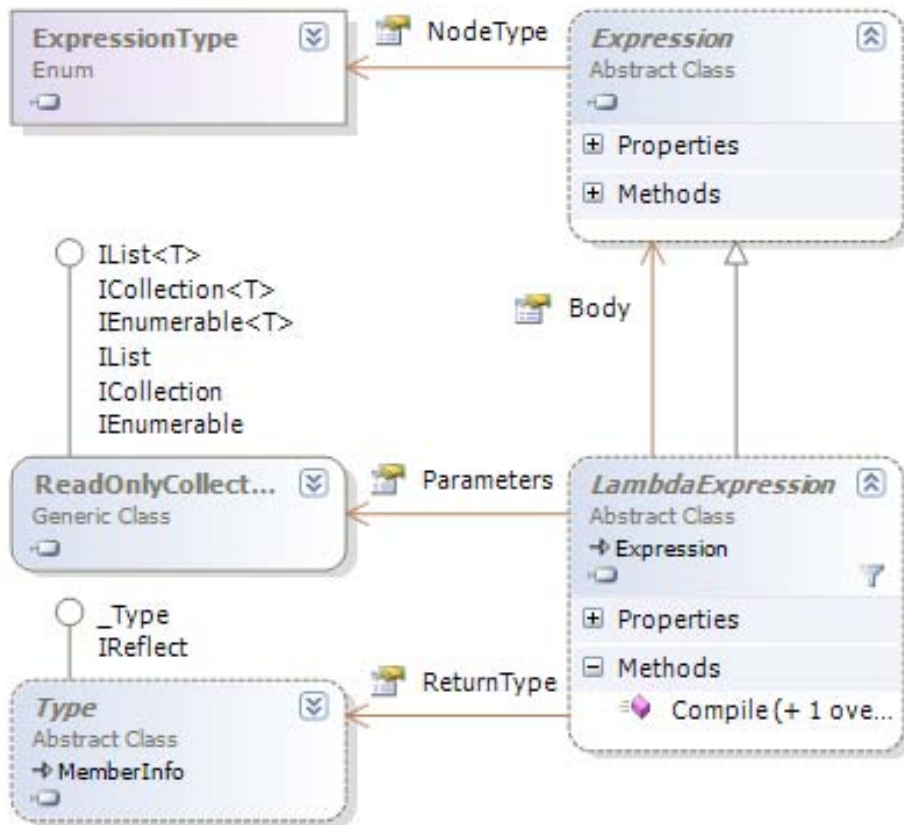 ExpressionType
Enum
NodeType
Expression
Abstract Class
Properties
Methods
IList<T>
ICollection<T>
IEnumerable<T>
IList
ICollection
IEnumerable
Body
ReadOnlyCollect...
Generic Class
Parameters
LambdaExpression
Abstract Class
Expression
Properties
Methods
Compile (+ 1 ove...
_Type
IReflect
ReturnType
Type
Abstract Class
MemberInfo